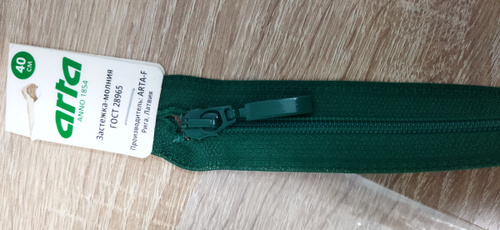 40
СМ
arta
ANNO 1854
Застежка-молния
ГОСТ 28965
Производитель: ARTA-F
Рига, Латвия